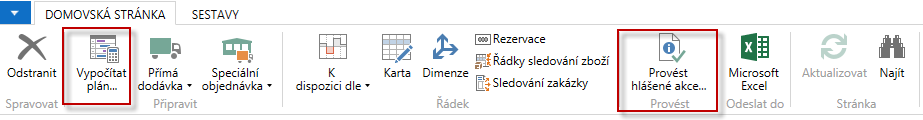 DOMOVSKÁ STRÁNKA SESTAVY
Odstranit
Vypočítat plán...
Přímá dodávka
Speciální objednávka
K dispozici dle
Karta
Dimenze
Rezervace
Řádky sledování zboží
Sledování zakázky
Provést hlášené akce...
Microsoft Excel
Aktualizovat
Najít
Spravovat Připravit Řádek Provést Odeslat do Stránka